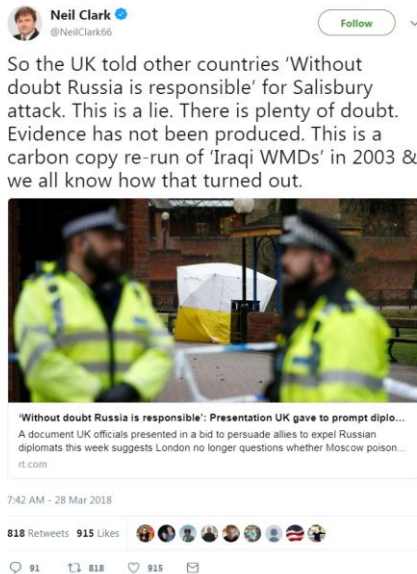 Neil Clark
@NeilClark66
Follow
So the UK told other countries ‘Without
doubt Russia is responsible’ for Salisbury
attack. This is a lie. There is plenty of doubt.
Evidence has not been produced. This is a
carbon copy re-run of ‘Iraqi WMDs’ in 2003 &
we all know how that turned out.
‘Without doubt Russia is responsible’: Presentation UK gave to prompt diplo...
A document UK officials presented in a bid to persuade allies to expel Russian
diplomats this week suggests London no longer questions whether Moscow poison...
rt.com
7:42 AM - 28 Mar 2018
818 Retweets 915 Likes
91 818 915